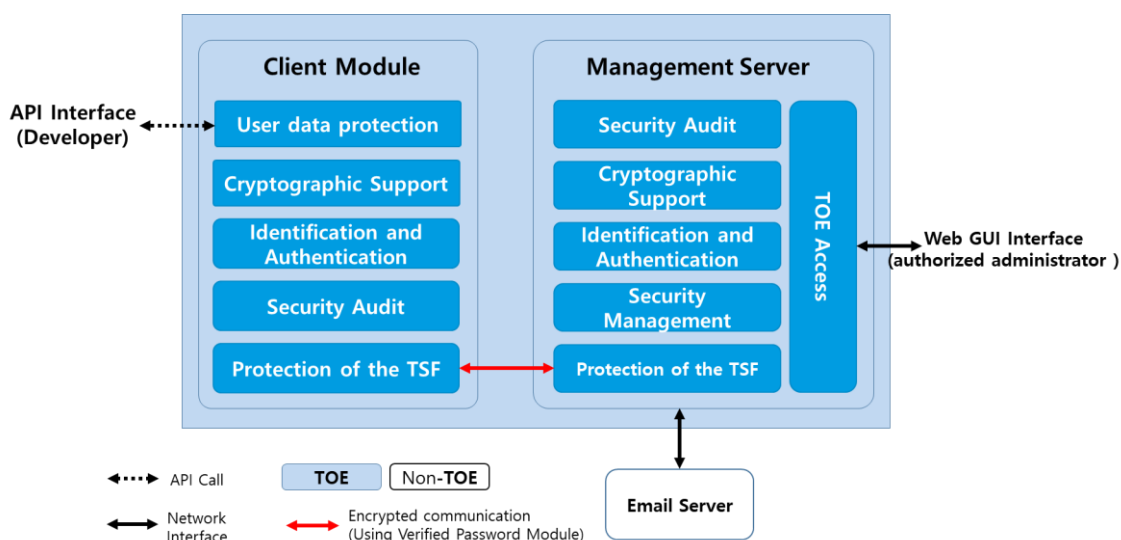 Client Module
Management Server
API Interface
(Developer)
User data protection
Cryptographic Support
Identification and
Authentication
Security Audit
Protection of the TSF
Security Audit
Cryptographic
Support
Identification and
Authentication
Security
Management
Protection of the TSF
TOE Access
Web GUI Interface
(authorized administrator )
API Call
TOE
Non-TOE
Network
Interface
Encrypted communication
(Using Verified Password Module)
Email Server